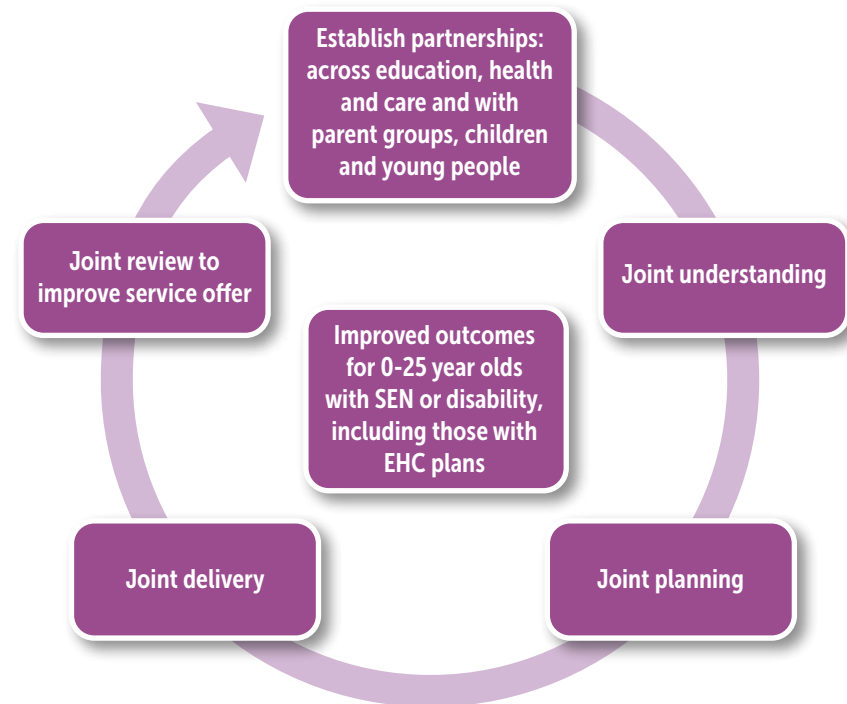 Establish partnerships:
across education, health
and care and with
parent groups, children
and young people
Joint understanding
Joint planning
Joint delivery
Joint review to
improve service offer
Improved outcomes
for 0-25 year olds
with SEN or disability,
including those with
EHC plans